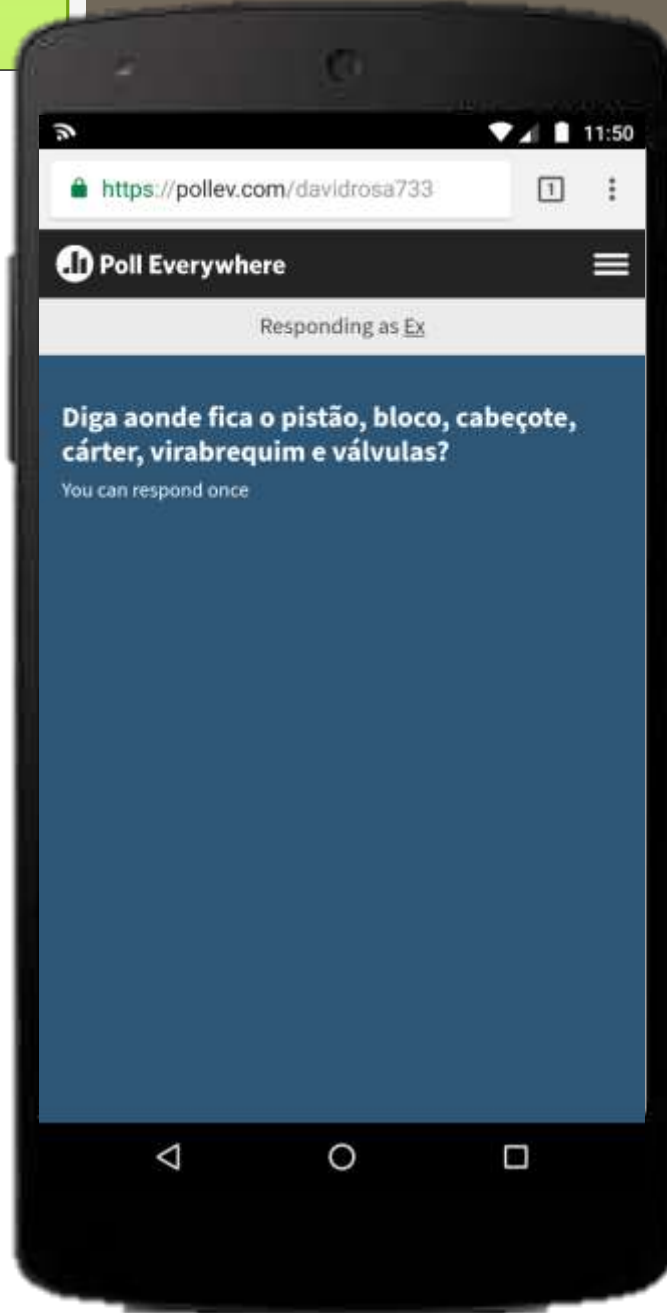 11:50
https://pollev.com/davidrosa733
1
Poll Everywhere
Responding as Ex
Diga aonde fica o pistão, bloco, cabeçote,
cárter, virabrequim e válvulas?
You can respond once